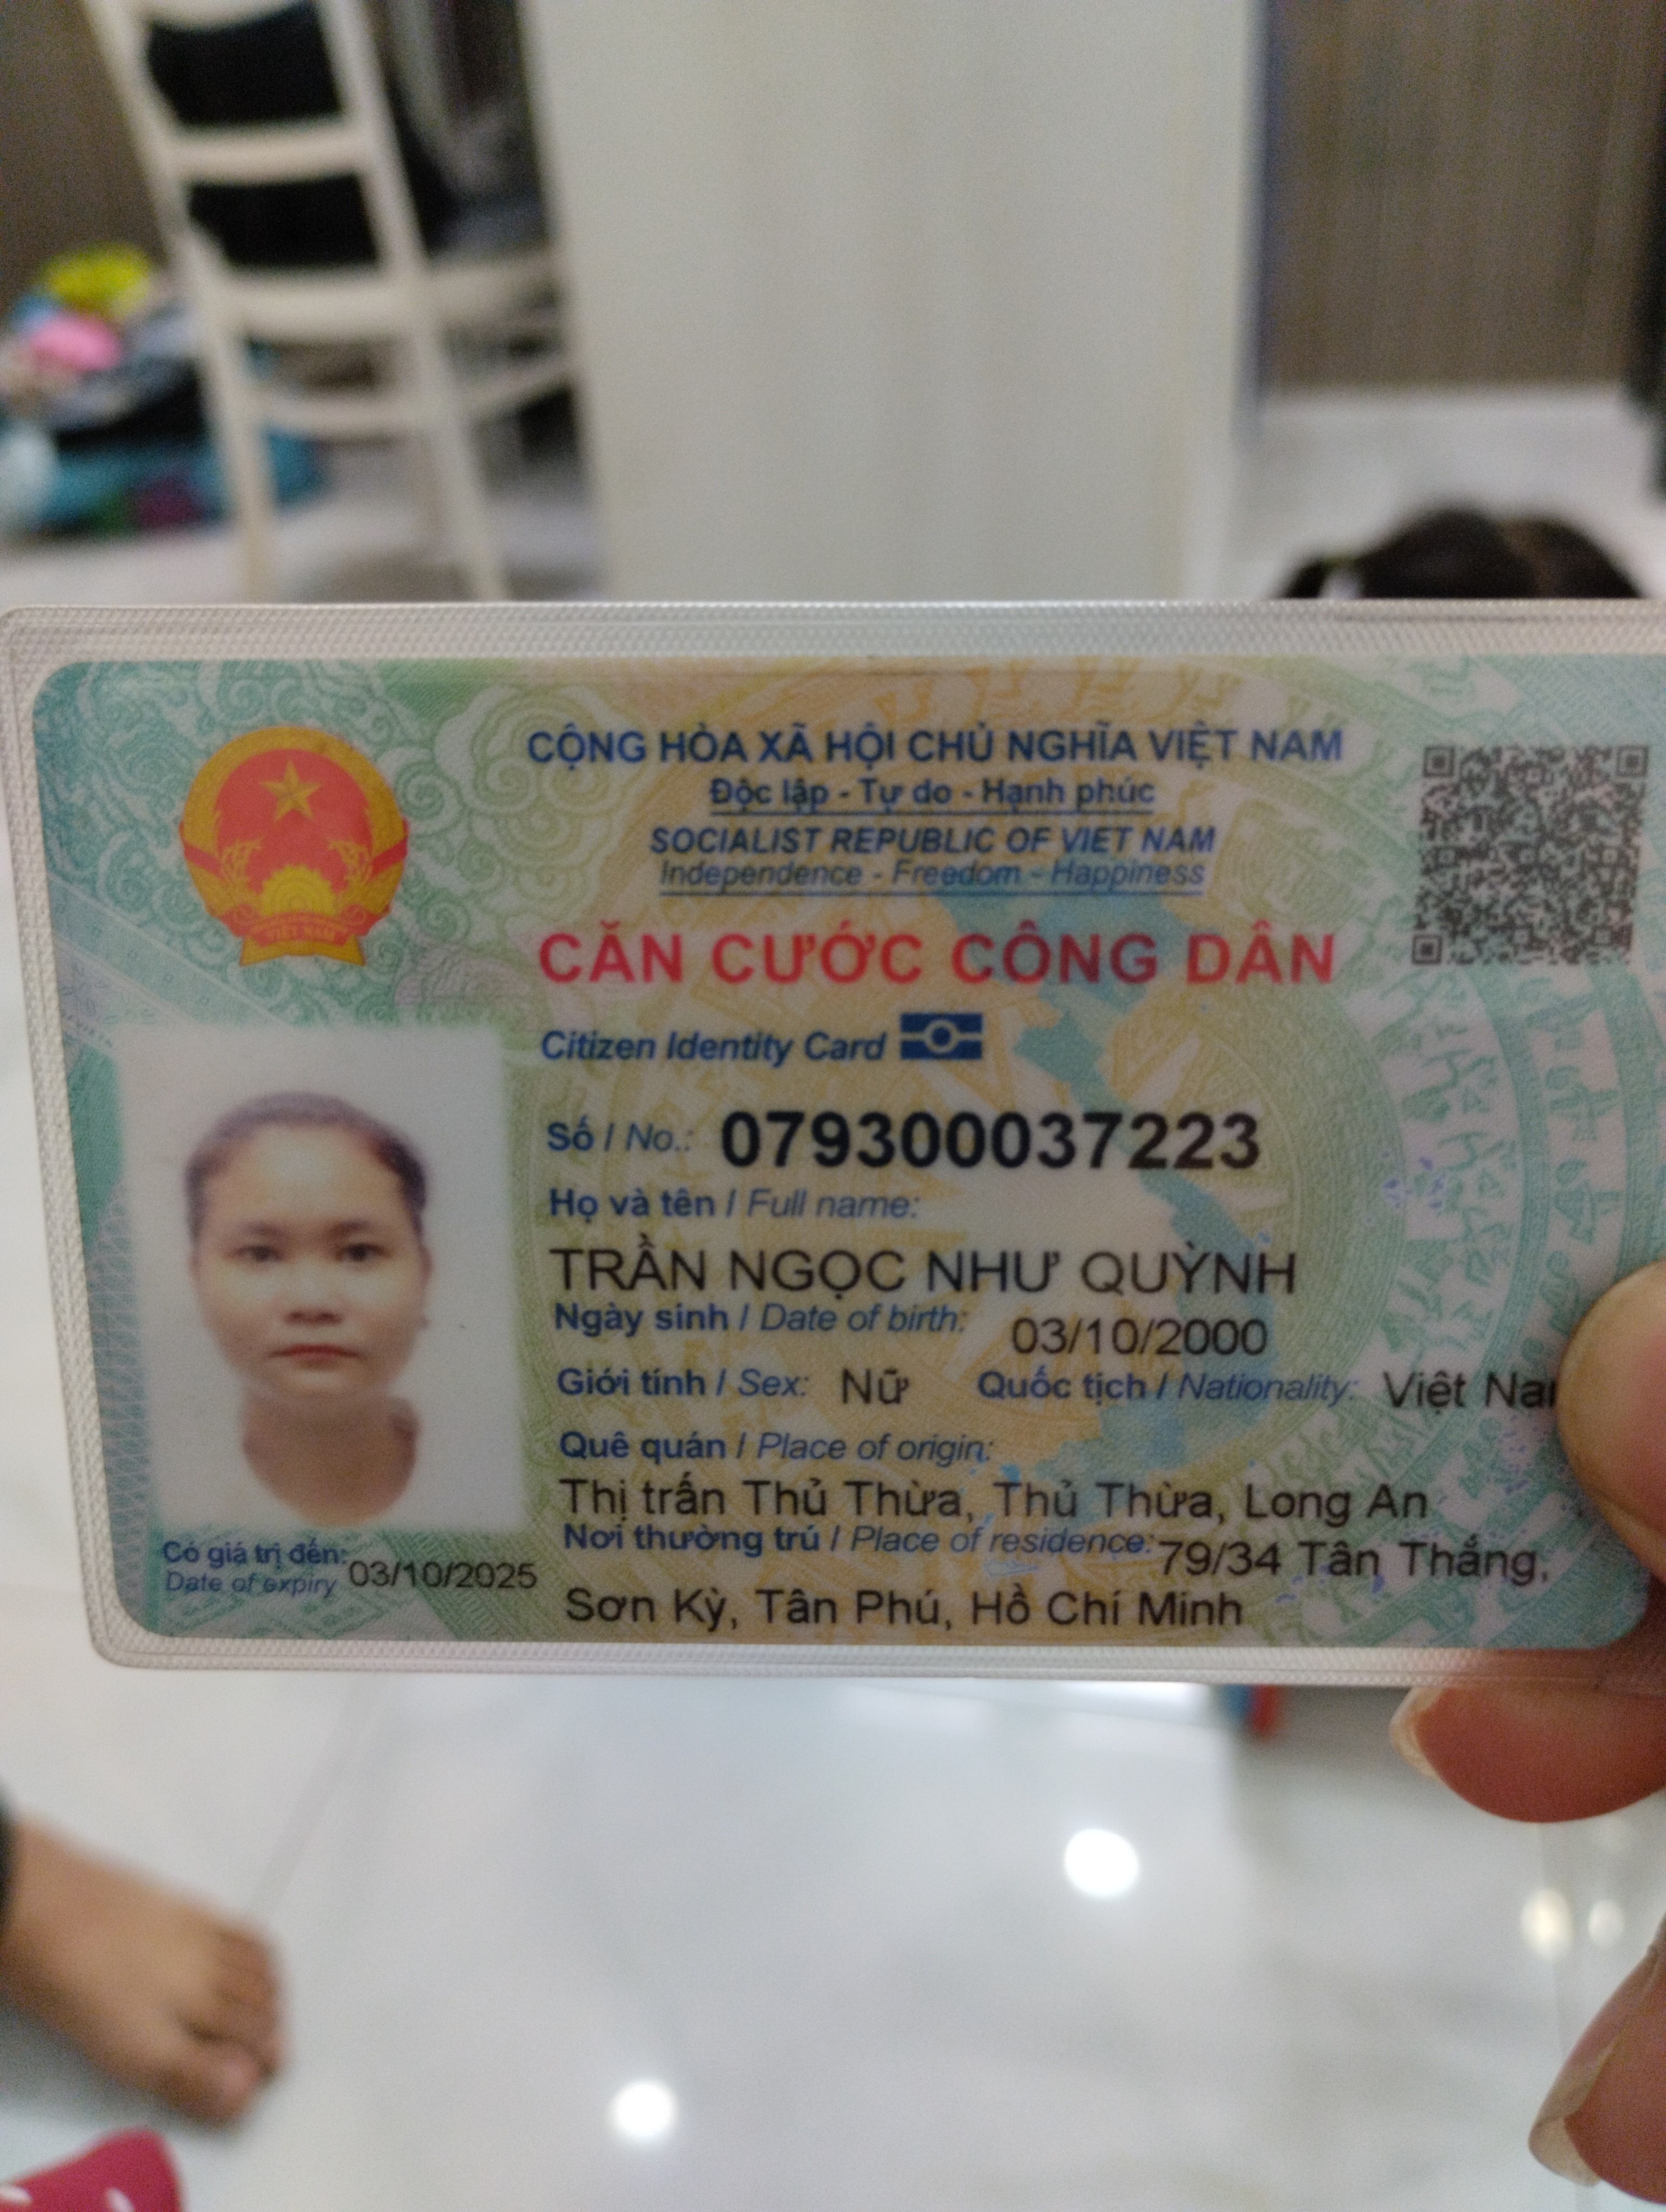 CỘNG HÒA XÃ HỘI CHỦ NGHĨA VIỆT NAM
Độc lập - Tự do - Hạnh phúc
SOCIALIST REPUBLIC OF VIET NAM
Independence - Freedom - Happiness
CĂN CƯỚC CÔNG DÂN
Citizen Identity Card
VIỆT NAM
Số / No.: 079300037223
Họ và tên / Full name:
TRẦN NGỌC NHƯ QUỲNH
Ngày sinh / Date of birth: 03/10/2000
Giới tính / Sex: Nữ Quốc tịch / Nationality: Việt
Quê quán / Place of origin:
Thị trấn Thủ Thừa, Thủ Thừa, Long An
Nơi thường trú / Place of residence: 79/34 Tân Thắng,
Sơn Kỳ, Tân Phú, Hồ Chí Minh
Có giá trị đến: 03/10/2025
Date of expiry